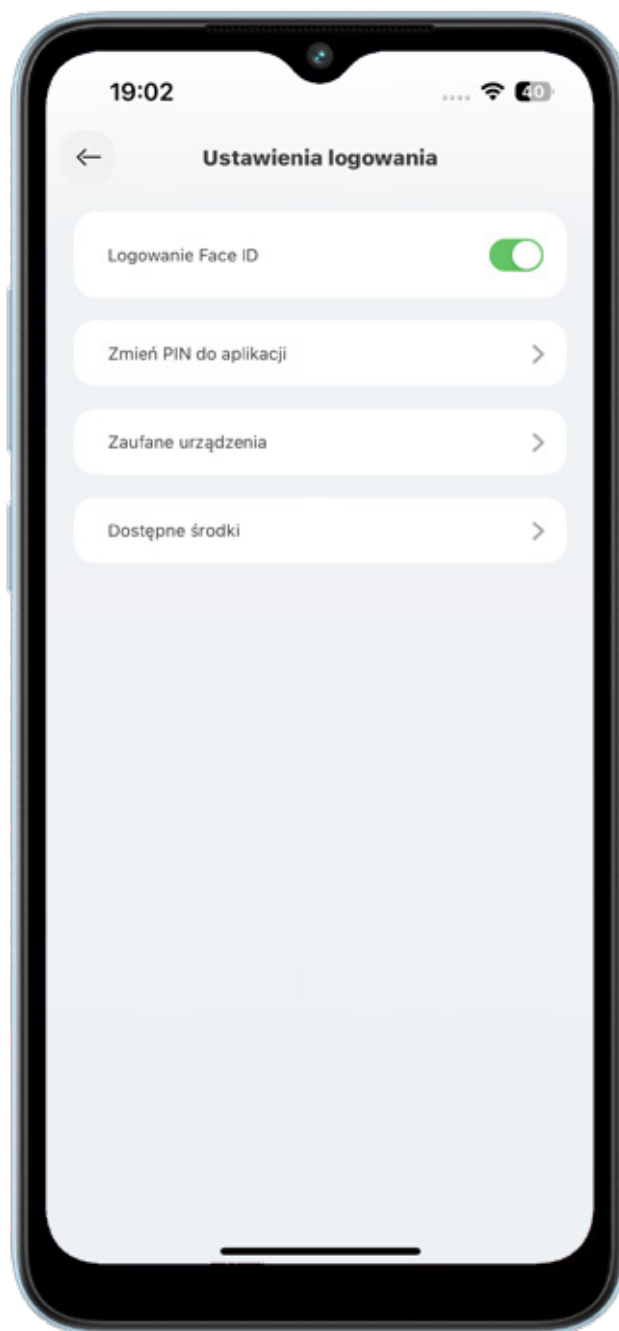 19:02
40
Ustawienia logowania
Logowanie Face ID
Zmień PIN do aplikacji
Zaufane urządzenia
Dostępne środki